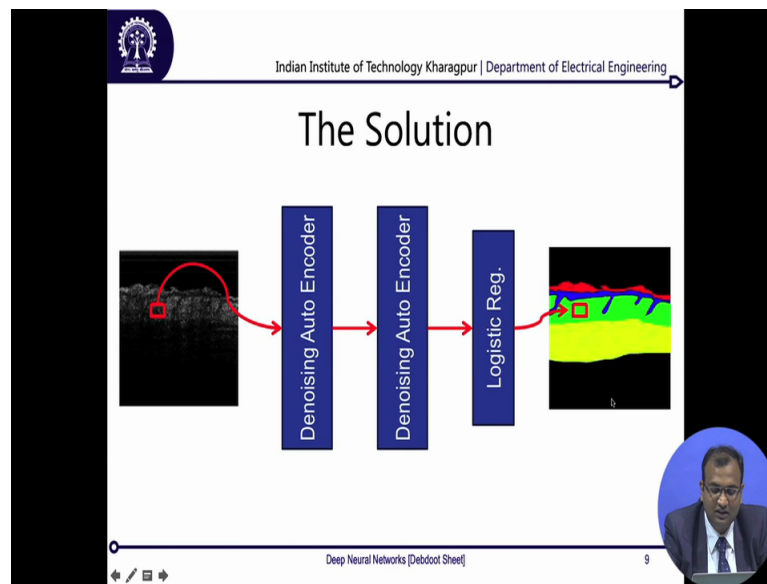 Indian Institute of Technology Kharagpur | Department of Electrical Engineering
The Solution
Denoising Auto Encoder
Denoising Auto Encoder
Logistic Reg.
Deep Neural Networks [Debdoot Sheet]
9